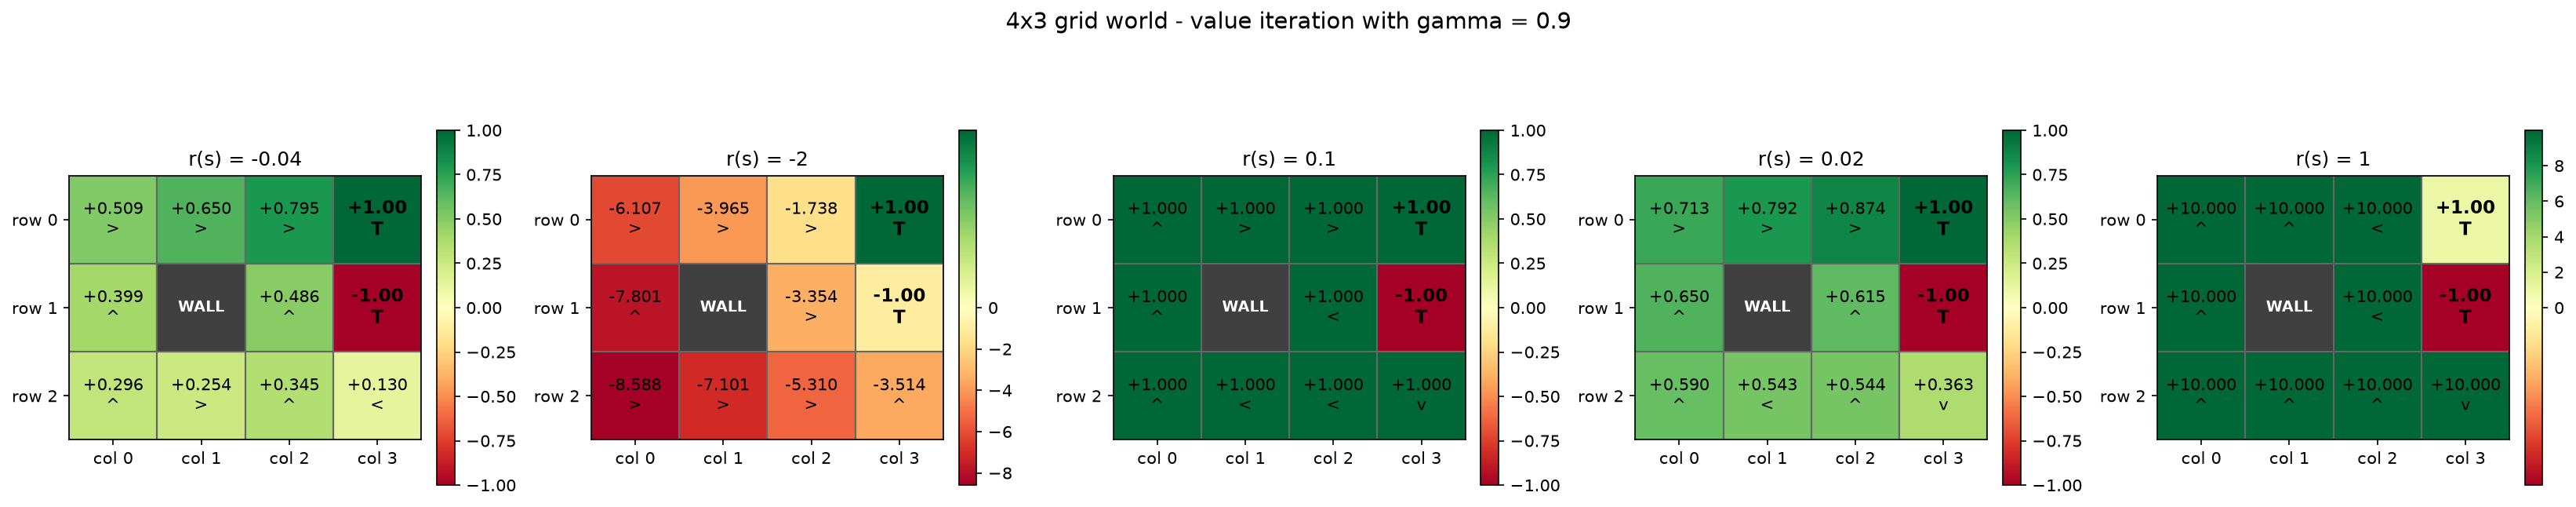 4x3 grid world - value iteration with gamma = 0.9
r(s) = -0.04
row 0
+0.509 +0.650 +0.795 +1.00
> > > T
row 1
+0.399 WALL +0.486 -1.00
^ ^ T
row 2
+0.296 +0.254 +0.345 +0.130
^ > ^ <
col 0 col 1 col 2 col 3
1.00
0.75
0.50
0.25
0.00
−0.25
−0.50
−0.75
−1.00
r(s) = -2
row 0
-6.107 -3.965 -1.738 +1.00
> > > T
row 1
-7.801 WALL -3.354 -1.00
^ > T
row 2
-8.588 -7.101 -5.310 -3.514
> > > ^
col 0 col 1 col 2 col 3
0
−2
−4
−6
−8
r(s) = 0.1
row 0
+1.000 +1.000 +1.000 +1.00
^ > > T
row 1
+1.000 WALL +1.000 -1.00
^ < T
row 2
+1.000 +1.000 +1.000 +1.000
^ < < v
col 0 col 1 col 2 col 3
1.00
0.75
0.50
0.25
0.00
−0.25
−0.50
−0.75
−1.00
r(s) = 0.02
row 0
+0.713 +0.792 +0.874 +1.00
> > > T
row 1
+0.650 WALL +0.615 -1.00
^ ^ T
row 2
+0.590 +0.543 +0.544 +0.363
^ < ^ v
col 0 col 1 col 2 col 3
1.00
0.75
0.50
0.25
0.00
−0.25
−0.50
−0.75
−1.00
r(s) = 1
row 0
+10.000 +10.000 +10.000 +1.00
^ ^ < T
row 1
+10.000 WALL +10.000 -1.00
^ < T
row 2
+10.000 +10.000 +10.000 +10.000
^ ^ ^ v
col 0 col 1 col 2 col 3
8
6
4
2
0